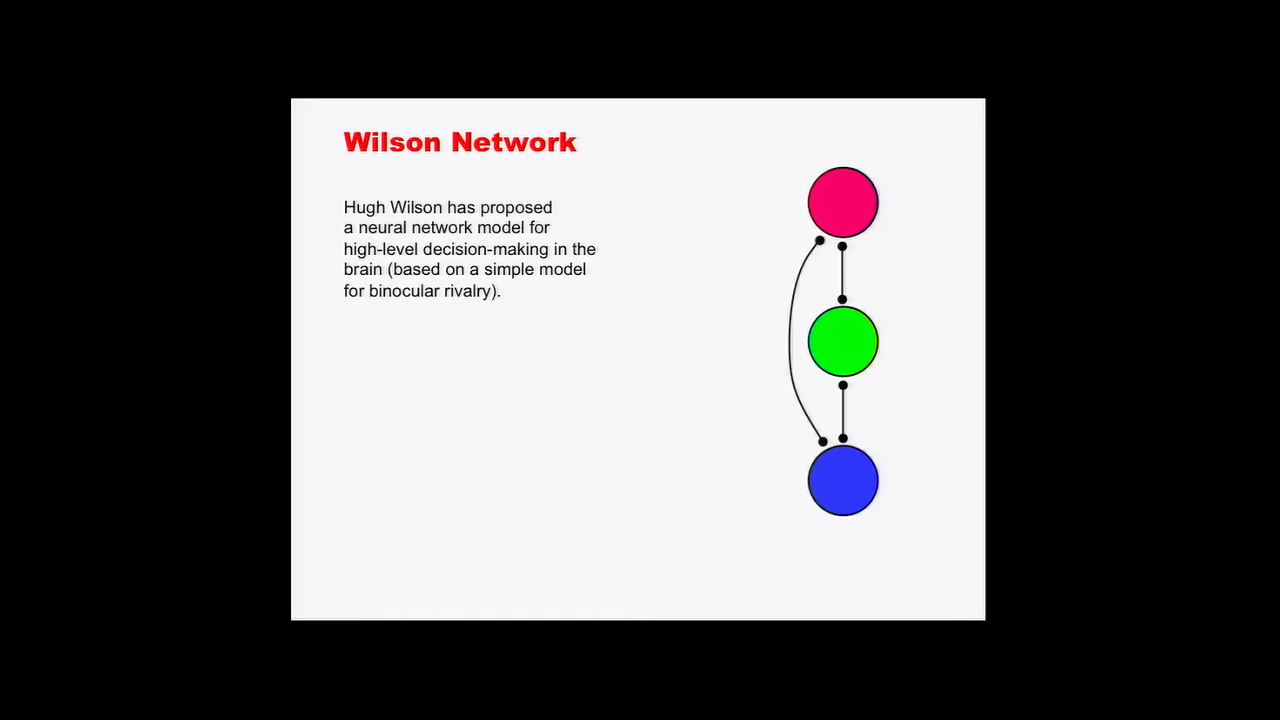 Wilson Network
Hugh Wilson has proposed
a neural network model for
high-level decision-making in the
brain (based on a simple model
for binocular rivalry).